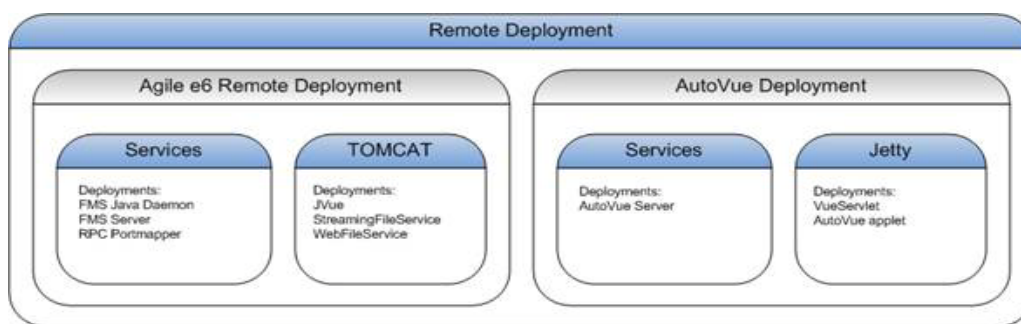 Remote Deployment
Agile e6 Remote Deployment
Services
Deployments:
FMS Java Daemon
FMS Server
RPC Portmapper
TOMCAT
Deployments:
JVue
StreamingFileService
WebFileService
AutoVue Deployment
Services
Deployments:
AutoVue Server
Jetty
Deployments:
VueServlet
AutoVue applet